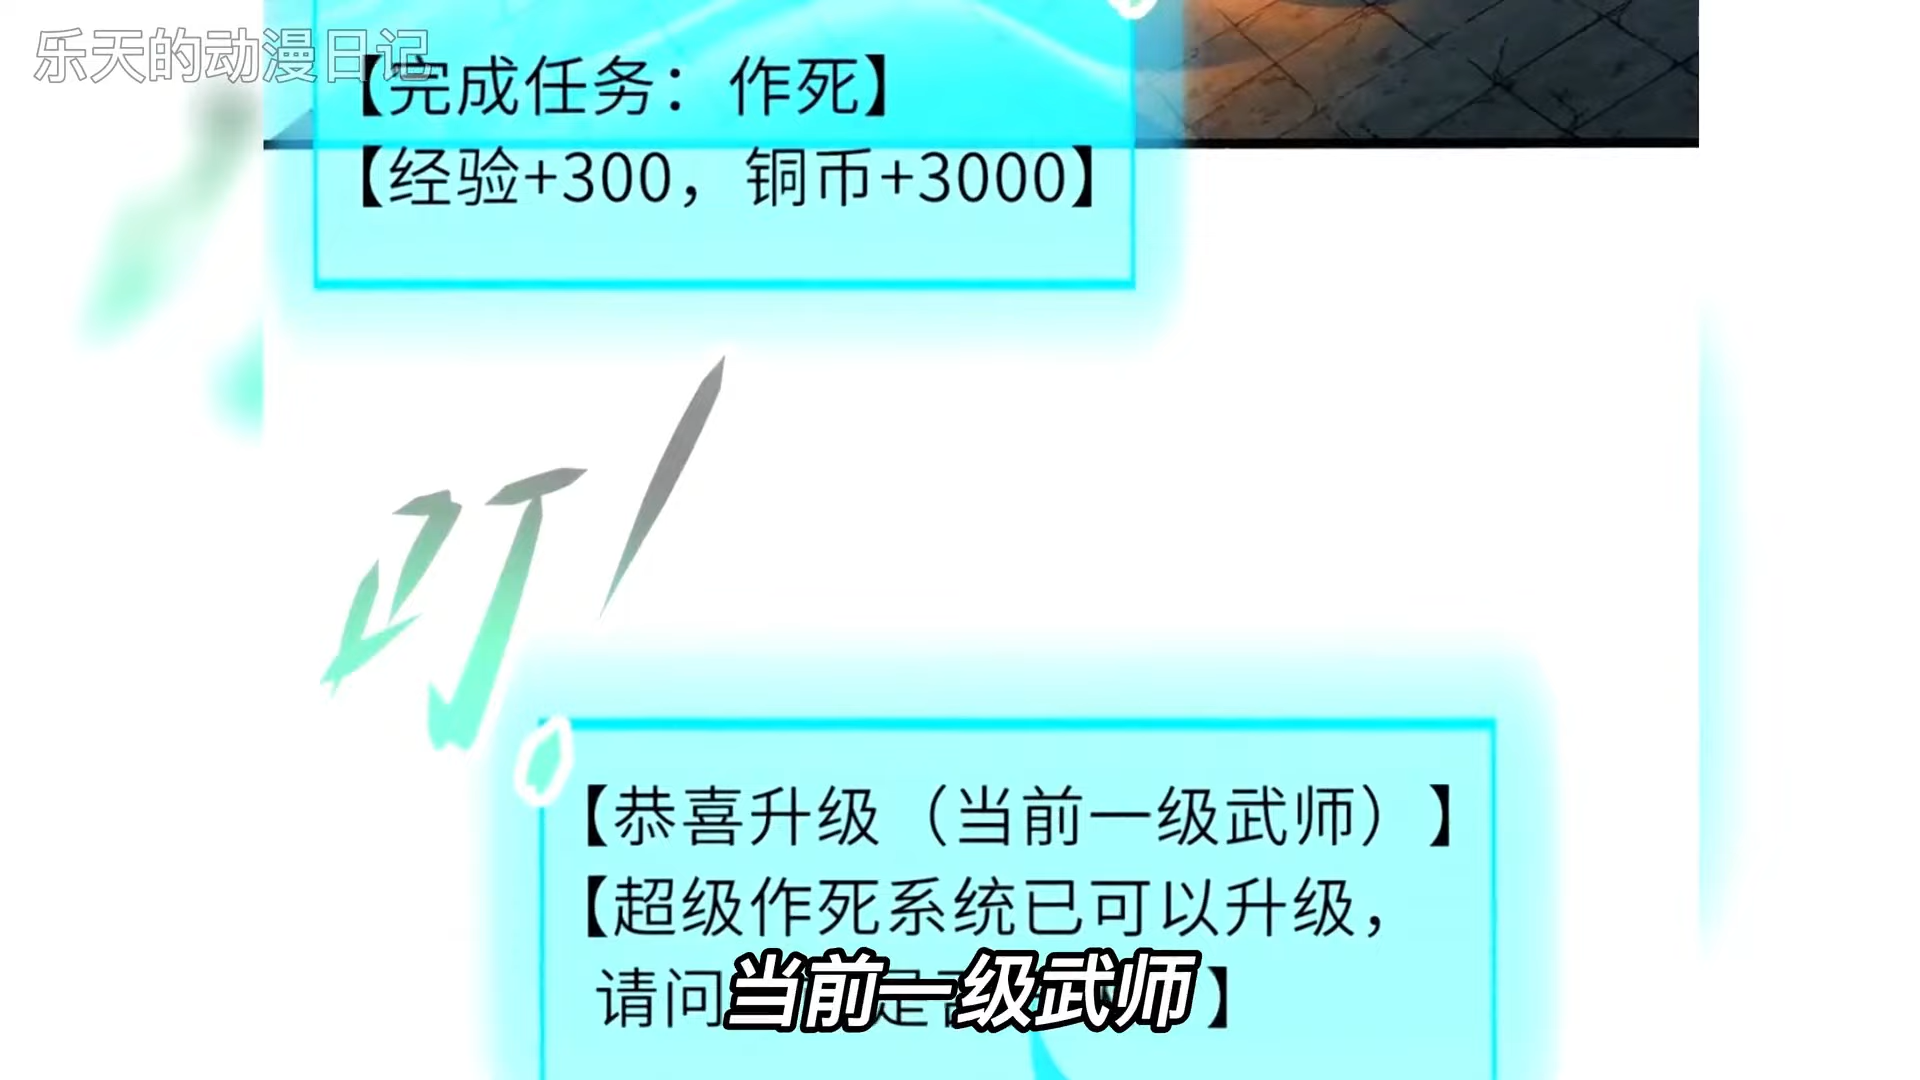 乐天的动漫日记
【完成任务：作死】
【经验+300，铜币+3000】
叮！
【恭喜升级（当前一级武师）】
【超级作死系统已可以升级，
请问 是否 】
当前一级武师